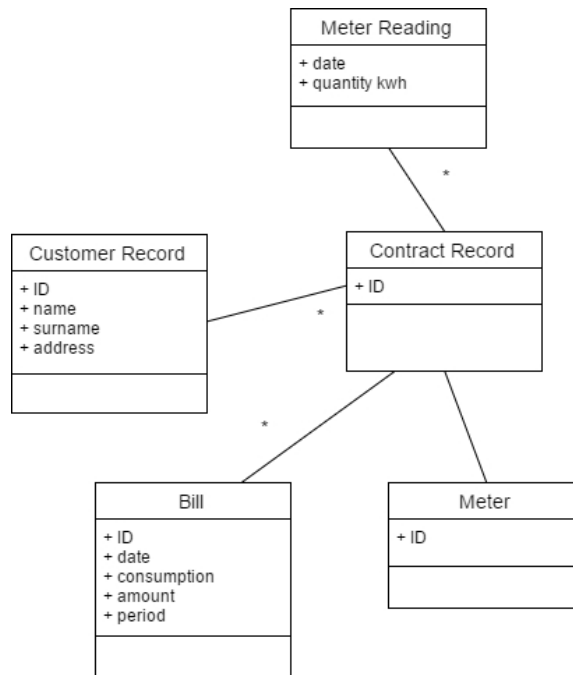 Meter Reading
+ date
+ quantity kwh
*
Customer Record
+ ID
+ name
+ surname
+ address
*
Contract Record
+ ID
*
Bill
+ ID
+ date
+ consumption
+ amount
+ period
Meter
+ ID